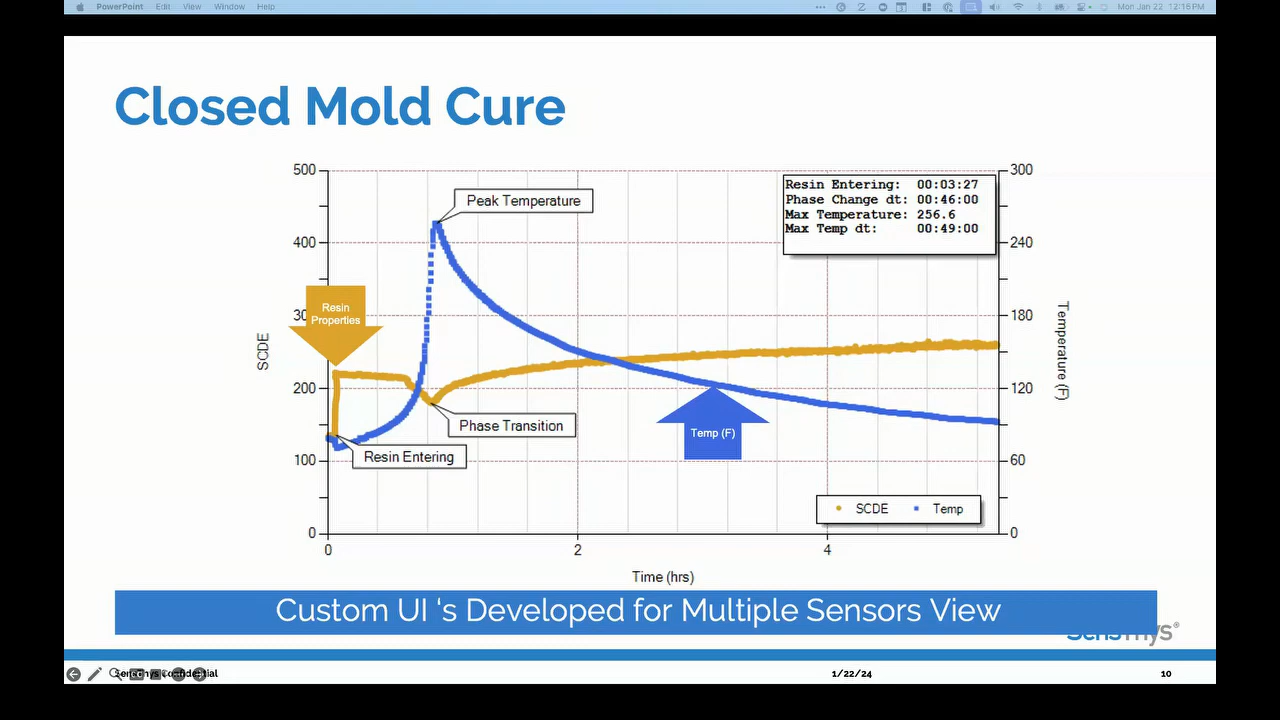 PowerPoint Edit View Window Help
Mon Jan 22, 12:16 PM
Closed Mold Cure
500
400
200
100
0
300
240
180
120
60
0
0
2
4
SCDE
Temperature (F)
Time (hrs)
Peak Temperature
Resin Entering: 00:03:27
Phase Change dt: 00:46:00
Max Temperature: 256.6
Max Temp dt: 00:49:00
Resin
Properties
Phase Transition
Resin Entering
Temp (F)
SCDE Temp
Custom UI 's Developed for Multiple Sensors View
1/22/24
10